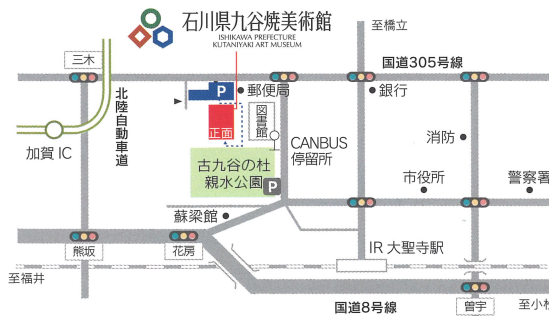 石川県九谷焼美術館
ISHIKAWA PREFECTURE
KUTANIYAKI ART MUSEUM
至橋立
三木
国道305号線
P
郵便局
銀行
北陸自動車道
図書館
正面
CANBUS
停留所
消防
加賀 IC
古九谷の杜
親水公園
P
市役所
警察署
蘇梁館
熊坂
花房
IR 大聖寺駅
至福井
国道8号線
曽宇
至小松